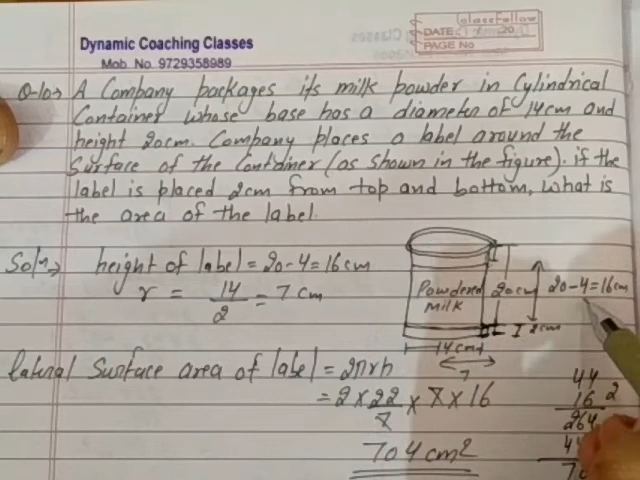 Dynamic Coaching Classes
Mob. No. 9729358989
classfellow
DATE
20
PAGE No
Q-10→ A Company packages its milk powder in Cylindrical
Container whose base has a diameter of 14cm and
height 20cm. Company places a label around the
Surface of the Container (as shown in the figure). if the
label is placed 2cm from top and bottom, what is
the area of the label.
Soln→ height of label = 20-4 = 16cm
r = 14/2 = 7cm
Powdered
milk
20cm
20-4=16cm
2cm
14cm
7
lateral Surface area of label = 2πrh
= 2 × 22/7 × 7 × 16
704 cm²
44
16 2
264